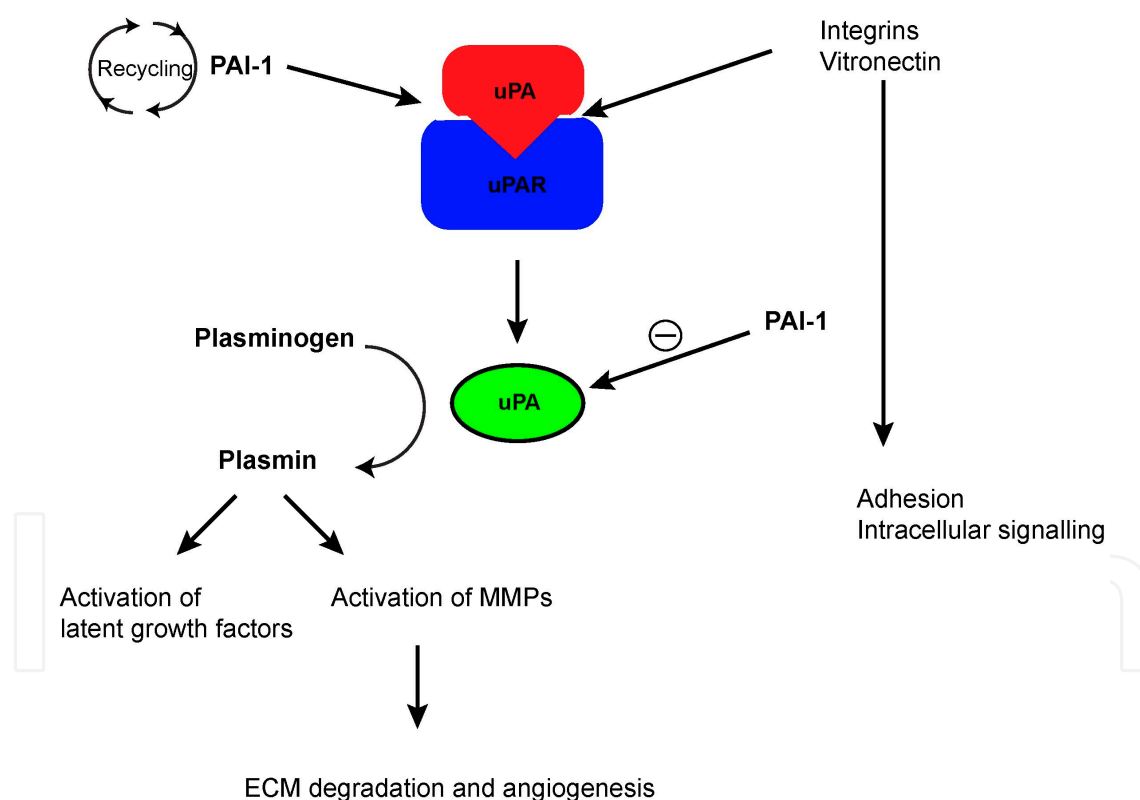 Recycling
PAI-1
uPA
Integrins
Vitronectin
uPAR
Plasminogen
PAI-1
uPA
Plasmin
Adhesion
Intracellular signalling
Activation of
latent growth factors
Activation of MMPs
ECM degradation and angiogenesis